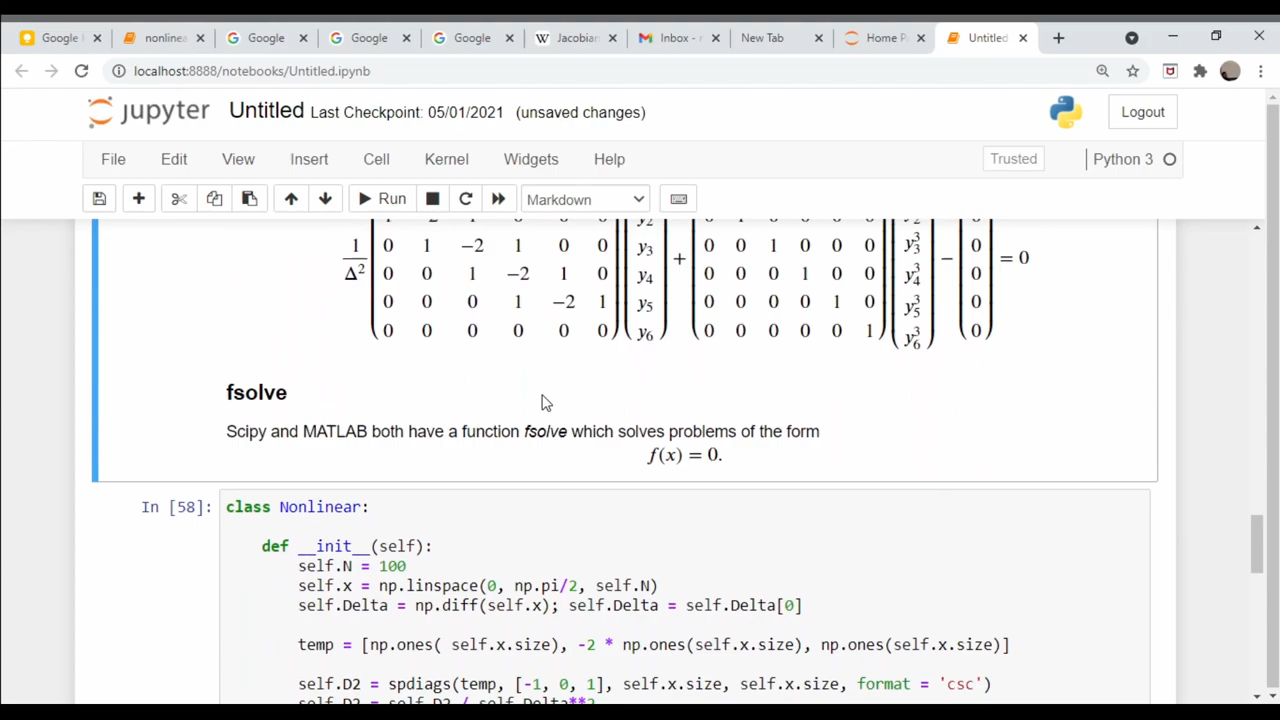 Google nonlinea Google Google Google Jacobian Inbox - r New Tab Home P Untitled
localhost:8888/notebooks/Untitled.ipynb
jupyter Untitled Last Checkpoint: 05/01/2021 (unsaved changes) Logout
File Edit View Insert Cell Kernel Widgets Help Trusted Python 3
Run Markdown
1/Δ² 0 1 −2 1 0 0 y₃ + 0 0 1 0 0 0 y₃³ − 0 = 0
0 0 1 −2 1 0 y₄ 0 0 0 1 0 0 y₄³ 0
0 0 0 1 −2 1 y₅ 0 0 0 0 1 0 y₅³ 0
0 0 0 0 0 0 y₆ 0 0 0 0 0 1 y₆³ 0
fsolve
Scipy and MATLAB both have a function fsolve which solves problems of the form
f(x) = 0.
In [58]: class Nonlinear:
def __init__(self):
self.N = 100
self.x = np.linspace(0, np.pi/2, self.N)
self.Delta = np.diff(self.x); self.Delta = self.Delta[0]
temp = [np.ones( self.x.size), -2 * np.ones(self.x.size), np.ones(self.x.size)]
self.D2 = spdiags(temp, [-1, 0, 1], self.x.size, self.x.size, format = 'csc')
self.D2 = self.D2 / self.Delta**2